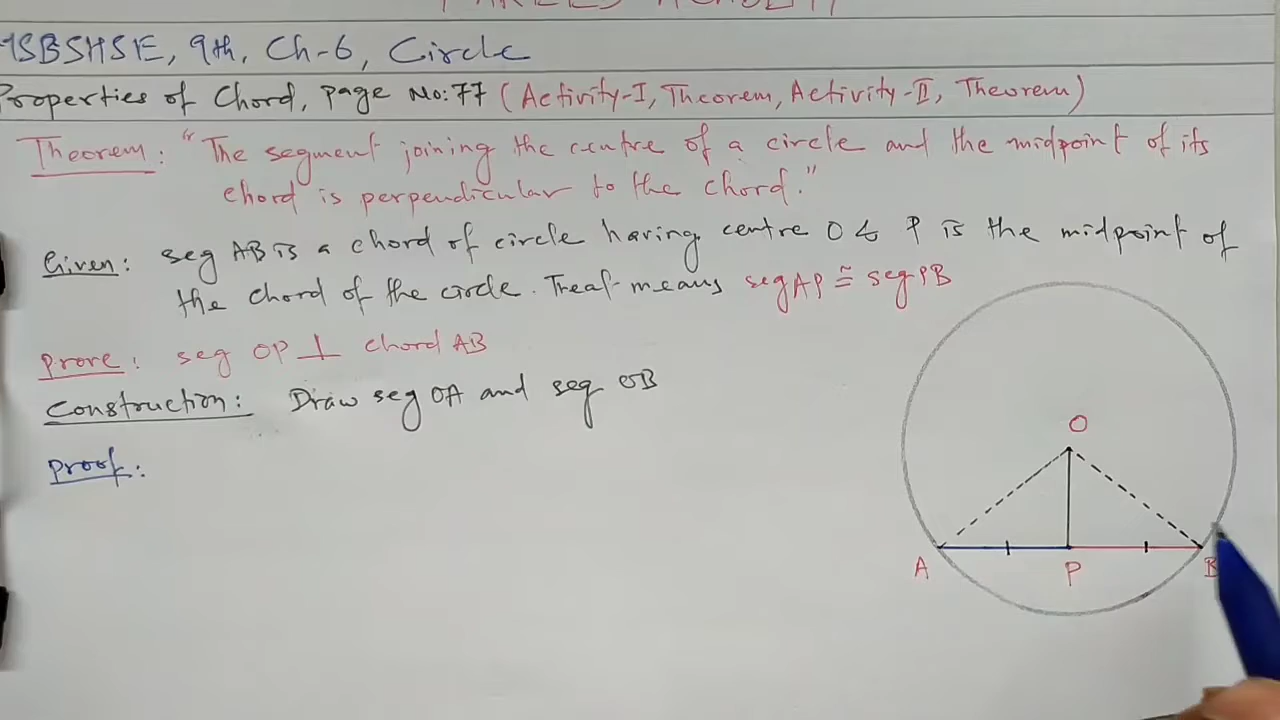 MSBSHSE, 9th, Ch-6, Circle
Properties of Chord, page No:77 (Activity-I, Theorem, Activity-II, Theorem)
Theorem: "The segment joining the centre of a circle and the midpoint of its
chord is perpendicular to the chord."
Given: seg AB is a chord of circle having centre O & P is the midpoint of
the chord of the circle. Treat means seg AP ≅ seg PB
Prove: seg OP ⊥ chord AB
Construction: Draw seg OA and seg OB
Proof:
O
A P B